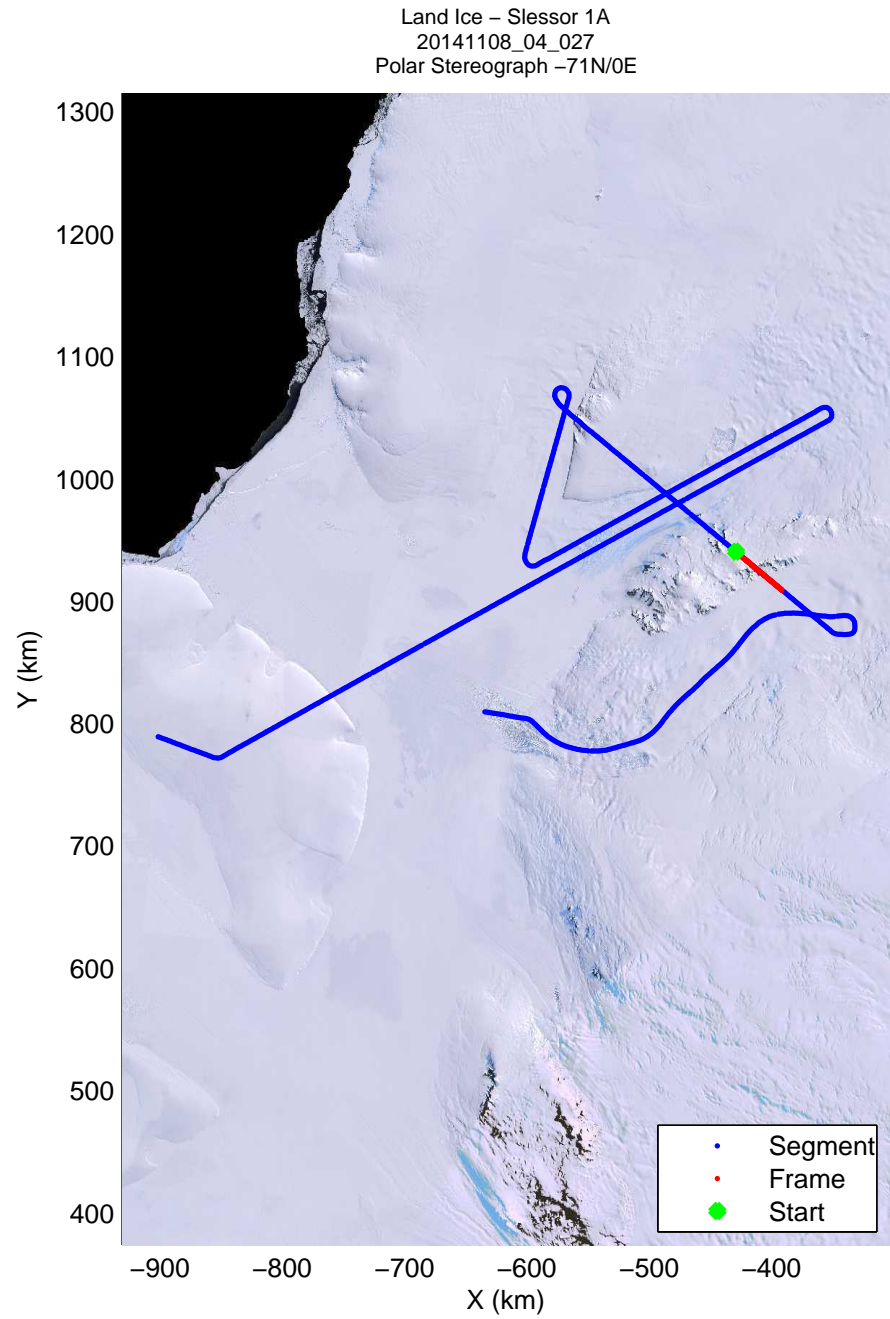 Land Ice − Slessor 1A
20141108_04_027
Polar Stereograph −71N/0E
1300
1200
1100
1000
900
800
700
600
500
400
Y (km)
Segment
Frame
Start
−900 −800 −700 −600 −500 −400
X (km)